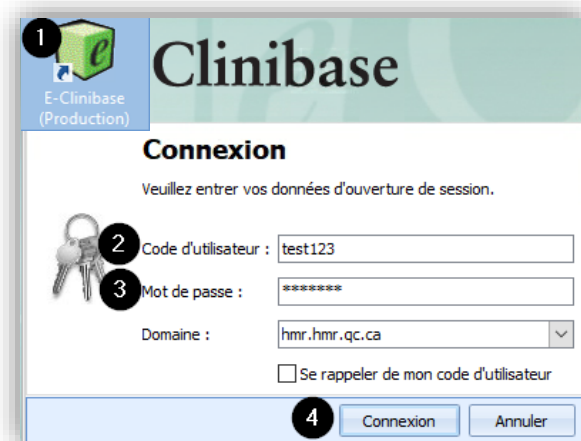 1
e
E-Clinibase
(Production)
Clinibase
Connexion
Veuillez entrer vos données d'ouverture de session.
2 Code d'utilisateur : test123
3 Mot de passe : *******
Domaine : hmr.hmr.qc.ca
Se rappeler de mon code d'utilisateur
4 Connexion Annuler